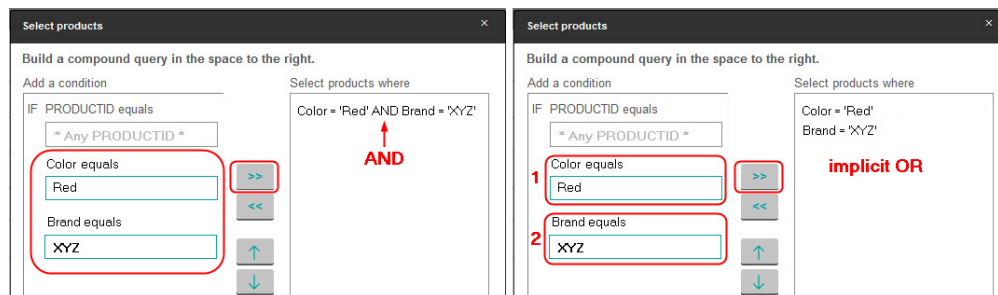 Select products ×
Build a compound query in the space to the right.
Add a condition
Select products where
IF PRODUCTID equals
* Any PRODUCTID *
Color equals
Red
Brand equals
XYZ
>>
<<
↑
↓
Color = 'Red' AND Brand = 'XYZ'
AND
Select products ×
Build a compound query in the space to the right.
Add a condition
Select products where
IF PRODUCTID equals
* Any PRODUCTID *
1
Color equals
Red
2
Brand equals
XYZ
>>
<<
↑
↓
Color = 'Red'
Brand = 'XYZ'
implicit OR